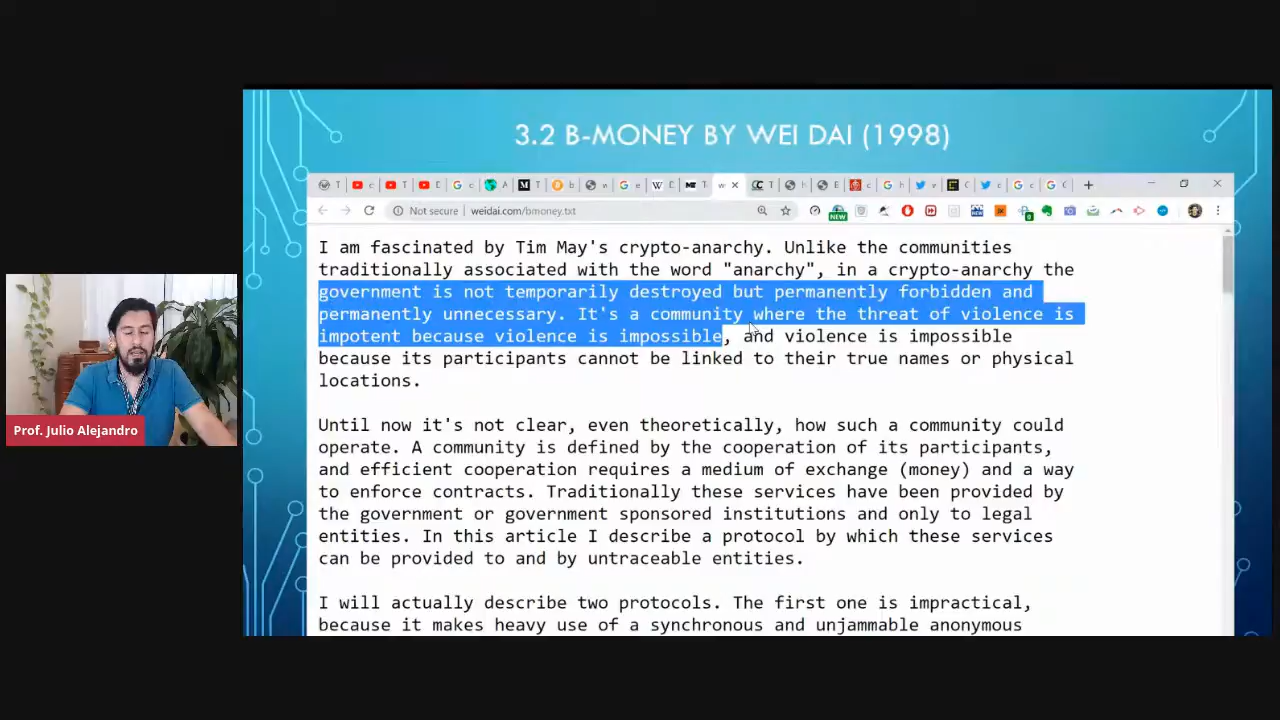 3.2 B-MONEY BY WEI DAI (1998)
Not secure | weidai.com/bmoney.txt
I am fascinated by Tim May's crypto-anarchy. Unlike the communities
traditionally associated with the word "anarchy", in a crypto-anarchy the
government is not temporarily destroyed but permanently forbidden and
permanently unnecessary. It's a community where the threat of violence is
impotent because violence is impossible, and violence is impossible
because its participants cannot be linked to their true names or physical
locations.
Prof. Julio Alejandro
Until now it's not clear, even theoretically, how such a community could
operate. A community is defined by the cooperation of its participants,
and efficient cooperation requires a medium of exchange (money) and a way
to enforce contracts. Traditionally these services have been provided by
the government or government sponsored institutions and only to legal
entities. In this article I describe a protocol by which these services
can be provided to and by untraceable entities.
I will actually describe two protocols. The first one is impractical,
because it makes heavy use of a synchronous and unjammable anonymous